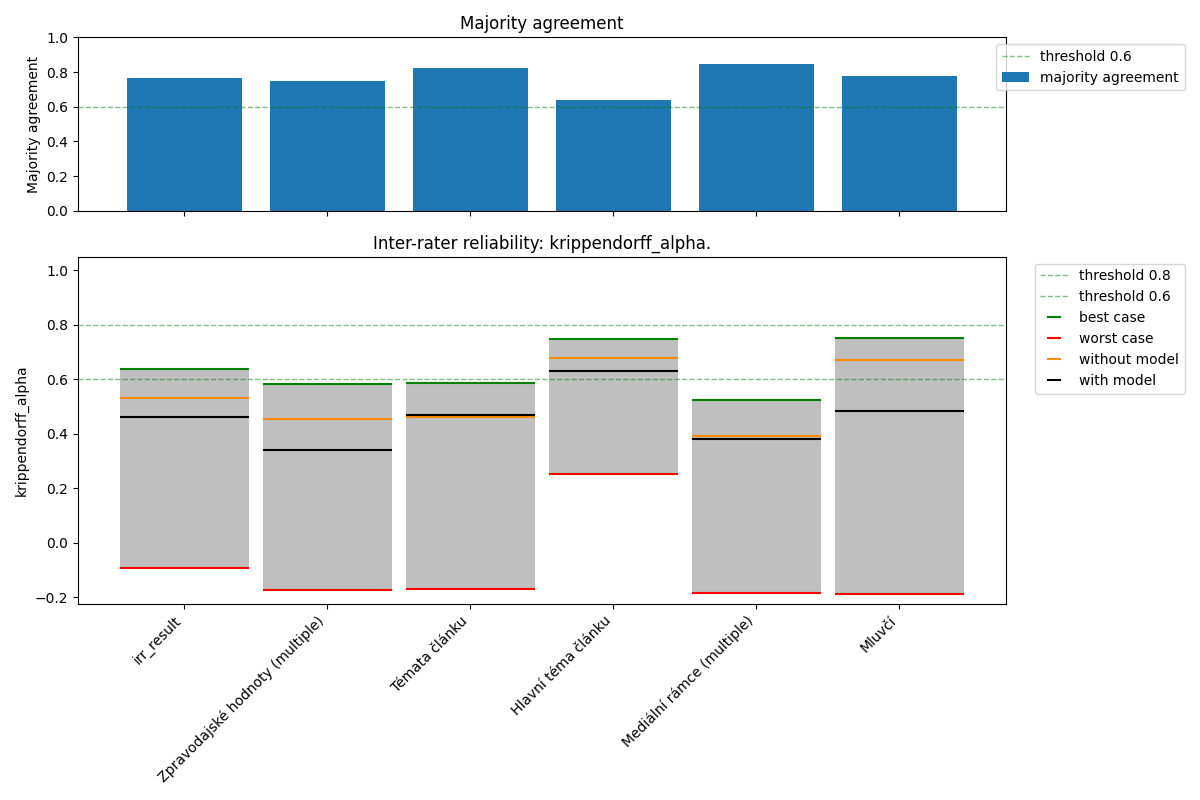 Majority agreement
Majority agreement
1.0
0.8
0.6
0.4
0.2
0.0
threshold 0.6
majority agreement
Inter-rater reliability: krippendorff_alpha.
krippendorff_alpha
1.0
0.8
0.6
0.4
0.2
0.0
−0.2
threshold 0.8
threshold 0.6
best case
worst case
without model
with model
irr_result
Zpravodajské hodnoty (multiple)
Témata článku
Hlavní téma článku
Mediální rámce (multiple)
Mluvčí